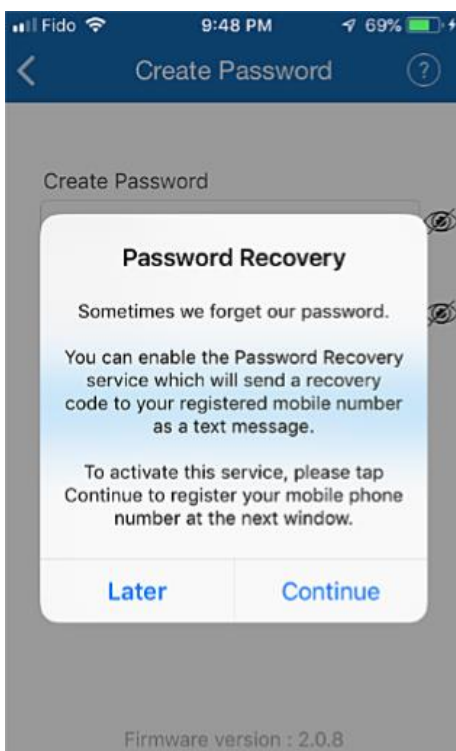 Fido 9:48 PM 69%
Create Password ?
Create Password
Password Recovery
Sometimes we forget our password.
You can enable the Password Recovery
service which will send a recovery
code to your registered mobile number
as a text message.
To activate this service, please tap
Continue to register your mobile phone
number at the next window.
Later Continue
Firmware version : 2.0.8